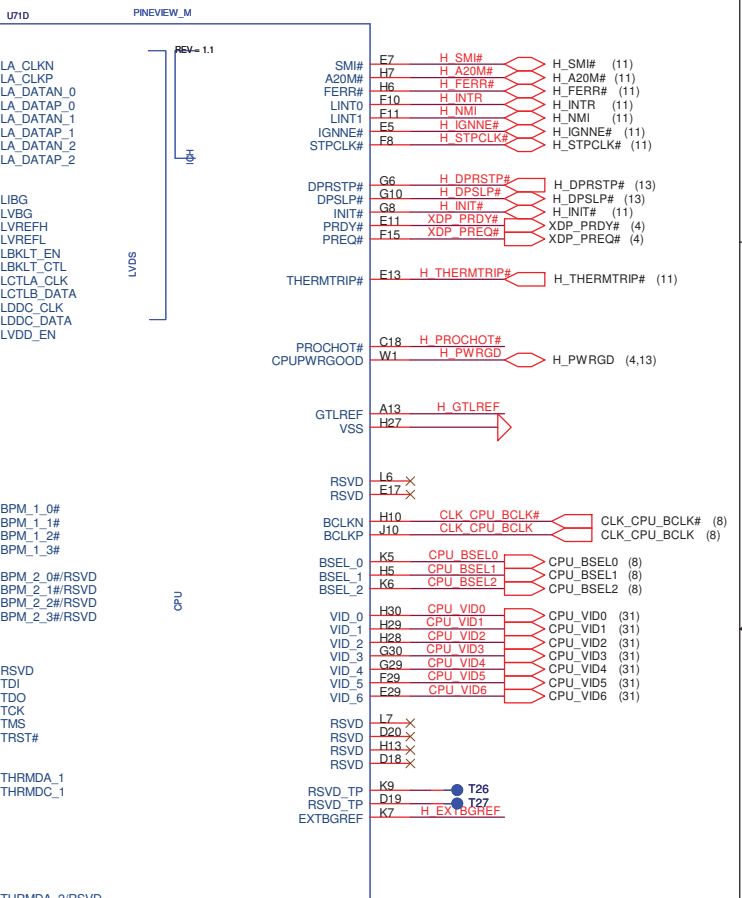 U71D PINEVIEW_M
REV = 1.1
LA_CLKN SMI# E7 H_SMI# H_SMI# (11)
LA_CLKP A20M# H7 H_A20M# H_A20M# (11)
LA_DATAN_0 FERR# H6 H_FERR# H_FERR# (11)
LA_DATAP_0 LINT0 F10 H_INTR H_INTR (11)
LA_DATAN_1 LINT1 F11 H_NMI H_NMI (11)
LA_DATAP_1 IGNNE# E5 H_IGNNE# H_IGNNE# (11)
LA_DATAN_2 STPCLK# F8 H_STPCLK# H_STPCLK# (11)
LA_DATAP_2
ICH
DPRSTP# G6 H_DPRSTP# H_DPRSTP# (13)
LIBG DPSLP# G10 H_DPSLP# H_DPSLP# (13)
LVBG INIT# G8 H_INIT# H_INIT# (11)
LVREFH PRDY# E11 XDP_PRDY# XDP_PRDY# (4)
LVREFL PREQ# F15 XDP_PREQ# XDP_PREQ# (4)
LBKLT_EN
LBKLT_CTL
LVDS
LCTLA_CLK THERMTRIP# E13 H_THERMTRIP# H_THERMTRIP# (11)
LCTLB_DATA
LDDC_CLK
LDDC_DATA
LVDD_EN
PROCHOT# C18 H_PROCHOT#
CPUPWRGOOD W1 H_PWRGD H_PWRGD (4,13)
GTLREF A13 H_GTLREF
VSS H27
RSVD L6
RSVD E17
BPM_1_0#
BPM_1_1# BCLKN H10 CLK_CPU_BCLK# CLK_CPU_BCLK# (8)
BPM_1_2# BCLKP J10 CLK_CPU_BCLK CLK_CPU_BCLK (8)
BPM_1_3#
BSEL_0 K5 CPU_BSEL0 CPU_BSEL0 (8)
BPM_2_0#/RSVD BSEL_1 H5 CPU_BSEL1 CPU_BSEL1 (8)
BPM_2_1#/RSVD BSEL_2 K6 CPU_BSEL2 CPU_BSEL2 (8)
BPM_2_2#/RSVD
CPU
BPM_2_3#/RSVD VID_0 H30 CPU_VID0 CPU_VID0 (31)
VID_1 H29 CPU_VID1 CPU_VID1 (31)
VID_2 H28 CPU_VID2 CPU_VID2 (31)
VID_3 G30 CPU_VID3 CPU_VID3 (31)
RSVD VID_4 G29 CPU_VID4 CPU_VID4 (31)
TDI VID_5 F29 CPU_VID5 CPU_VID5 (31)
TDO VID_6 E29 CPU_VID6 CPU_VID6 (31)
TCK
TMS RSVD L7
TRST# RSVD D20
RSVD H13
RSVD D18
THRMDA_1
THRMDC_1 RSVD_TP K9 T26
RSVD_TP D19 T27
EXTBGREF K7 H_EXTBGREF
THRMDA_2/RSVD